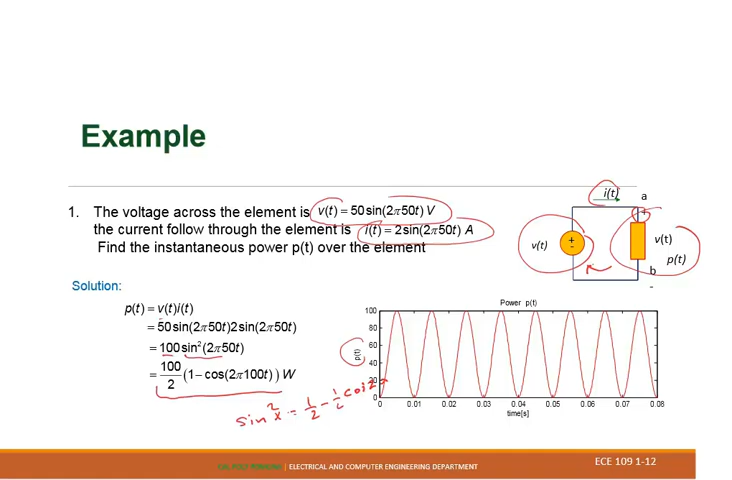 Example
1. The voltage across the element is v(t) = 50sin(2π50t) V
the current follow through the element is i(t) = 2sin(2π50t) A
Find the instantaneous power p(t) over the element
i(t)
a
+
+
-
v(t)
v(t)
p(t)
b
-
Solution:
p(t) = v(t)i(t)
= 50sin(2π50t)2sin(2π50t)
= 100sin²(2π50t)
= 100/2 (1−cos(2π100t)) W
sin²x = 1/2 − 1/2 cos2x
Power p(t)
100
80
60
40
20
0
p(t)
0 0.01 0.02 0.03 0.04 0.05 0.06 0.07 0.08
time[s]
CAL POLY POMONA | ELECTRICAL AND COMPUTER ENGINEERING DEPARTMENT
ECE 109 1-12